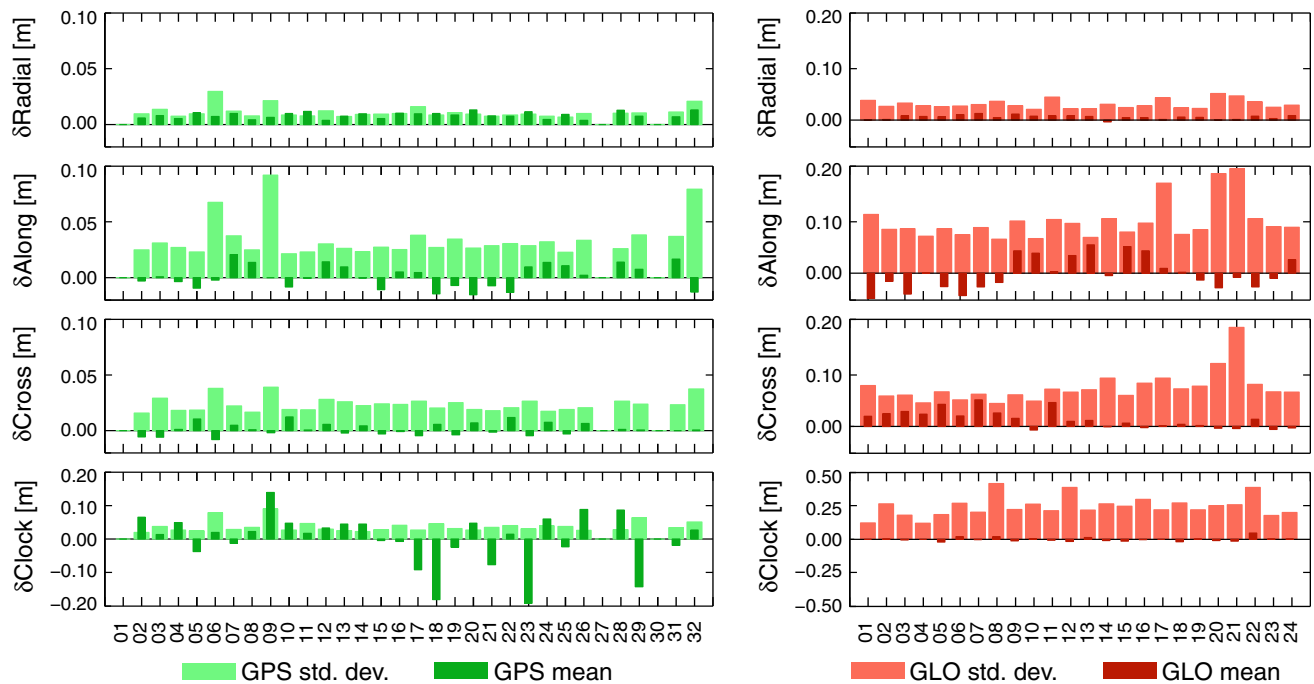 0.10
0.05
0.00
δRadial [m]
0.10
0.05
0.00
δAlong [m]
0.10
0.05
0.00
δCross [m]
0.20
0.10
0.00
−0.10
−0.20
δClock [m]
01 02 03 04 05 06 07 08 09 10 11 12 13 14 15 16 17 18 19 20 21 22 23 24 25 26 27 28 29 30 31 32
GPS std. dev. GPS mean
0.20
0.10
0.00
δRadial [m]
0.20
0.10
0.00
δAlong [m]
0.20
0.10
0.00
δCross [m]
0.50
0.25
0.00
−0.25
−0.50
δClock [m]
01 02 03 04 05 06 07 08 09 10 11 12 13 14 15 16 17 18 19 20 21 22 23 24
GLO std. dev. GLO mean